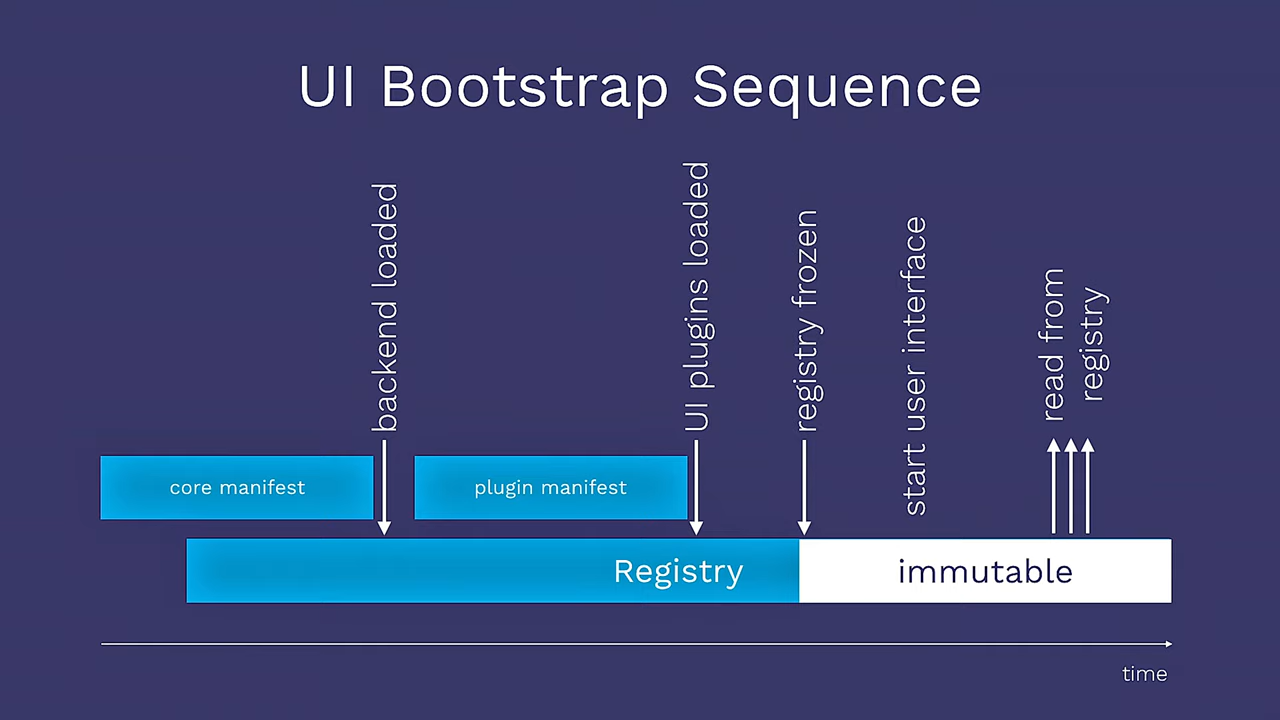 UI Bootstrap Sequence
backend loaded
UI plugins loaded
registry frozen
start user interface
read from
registry
core manifest
plugin manifest
Registry
immutable
time